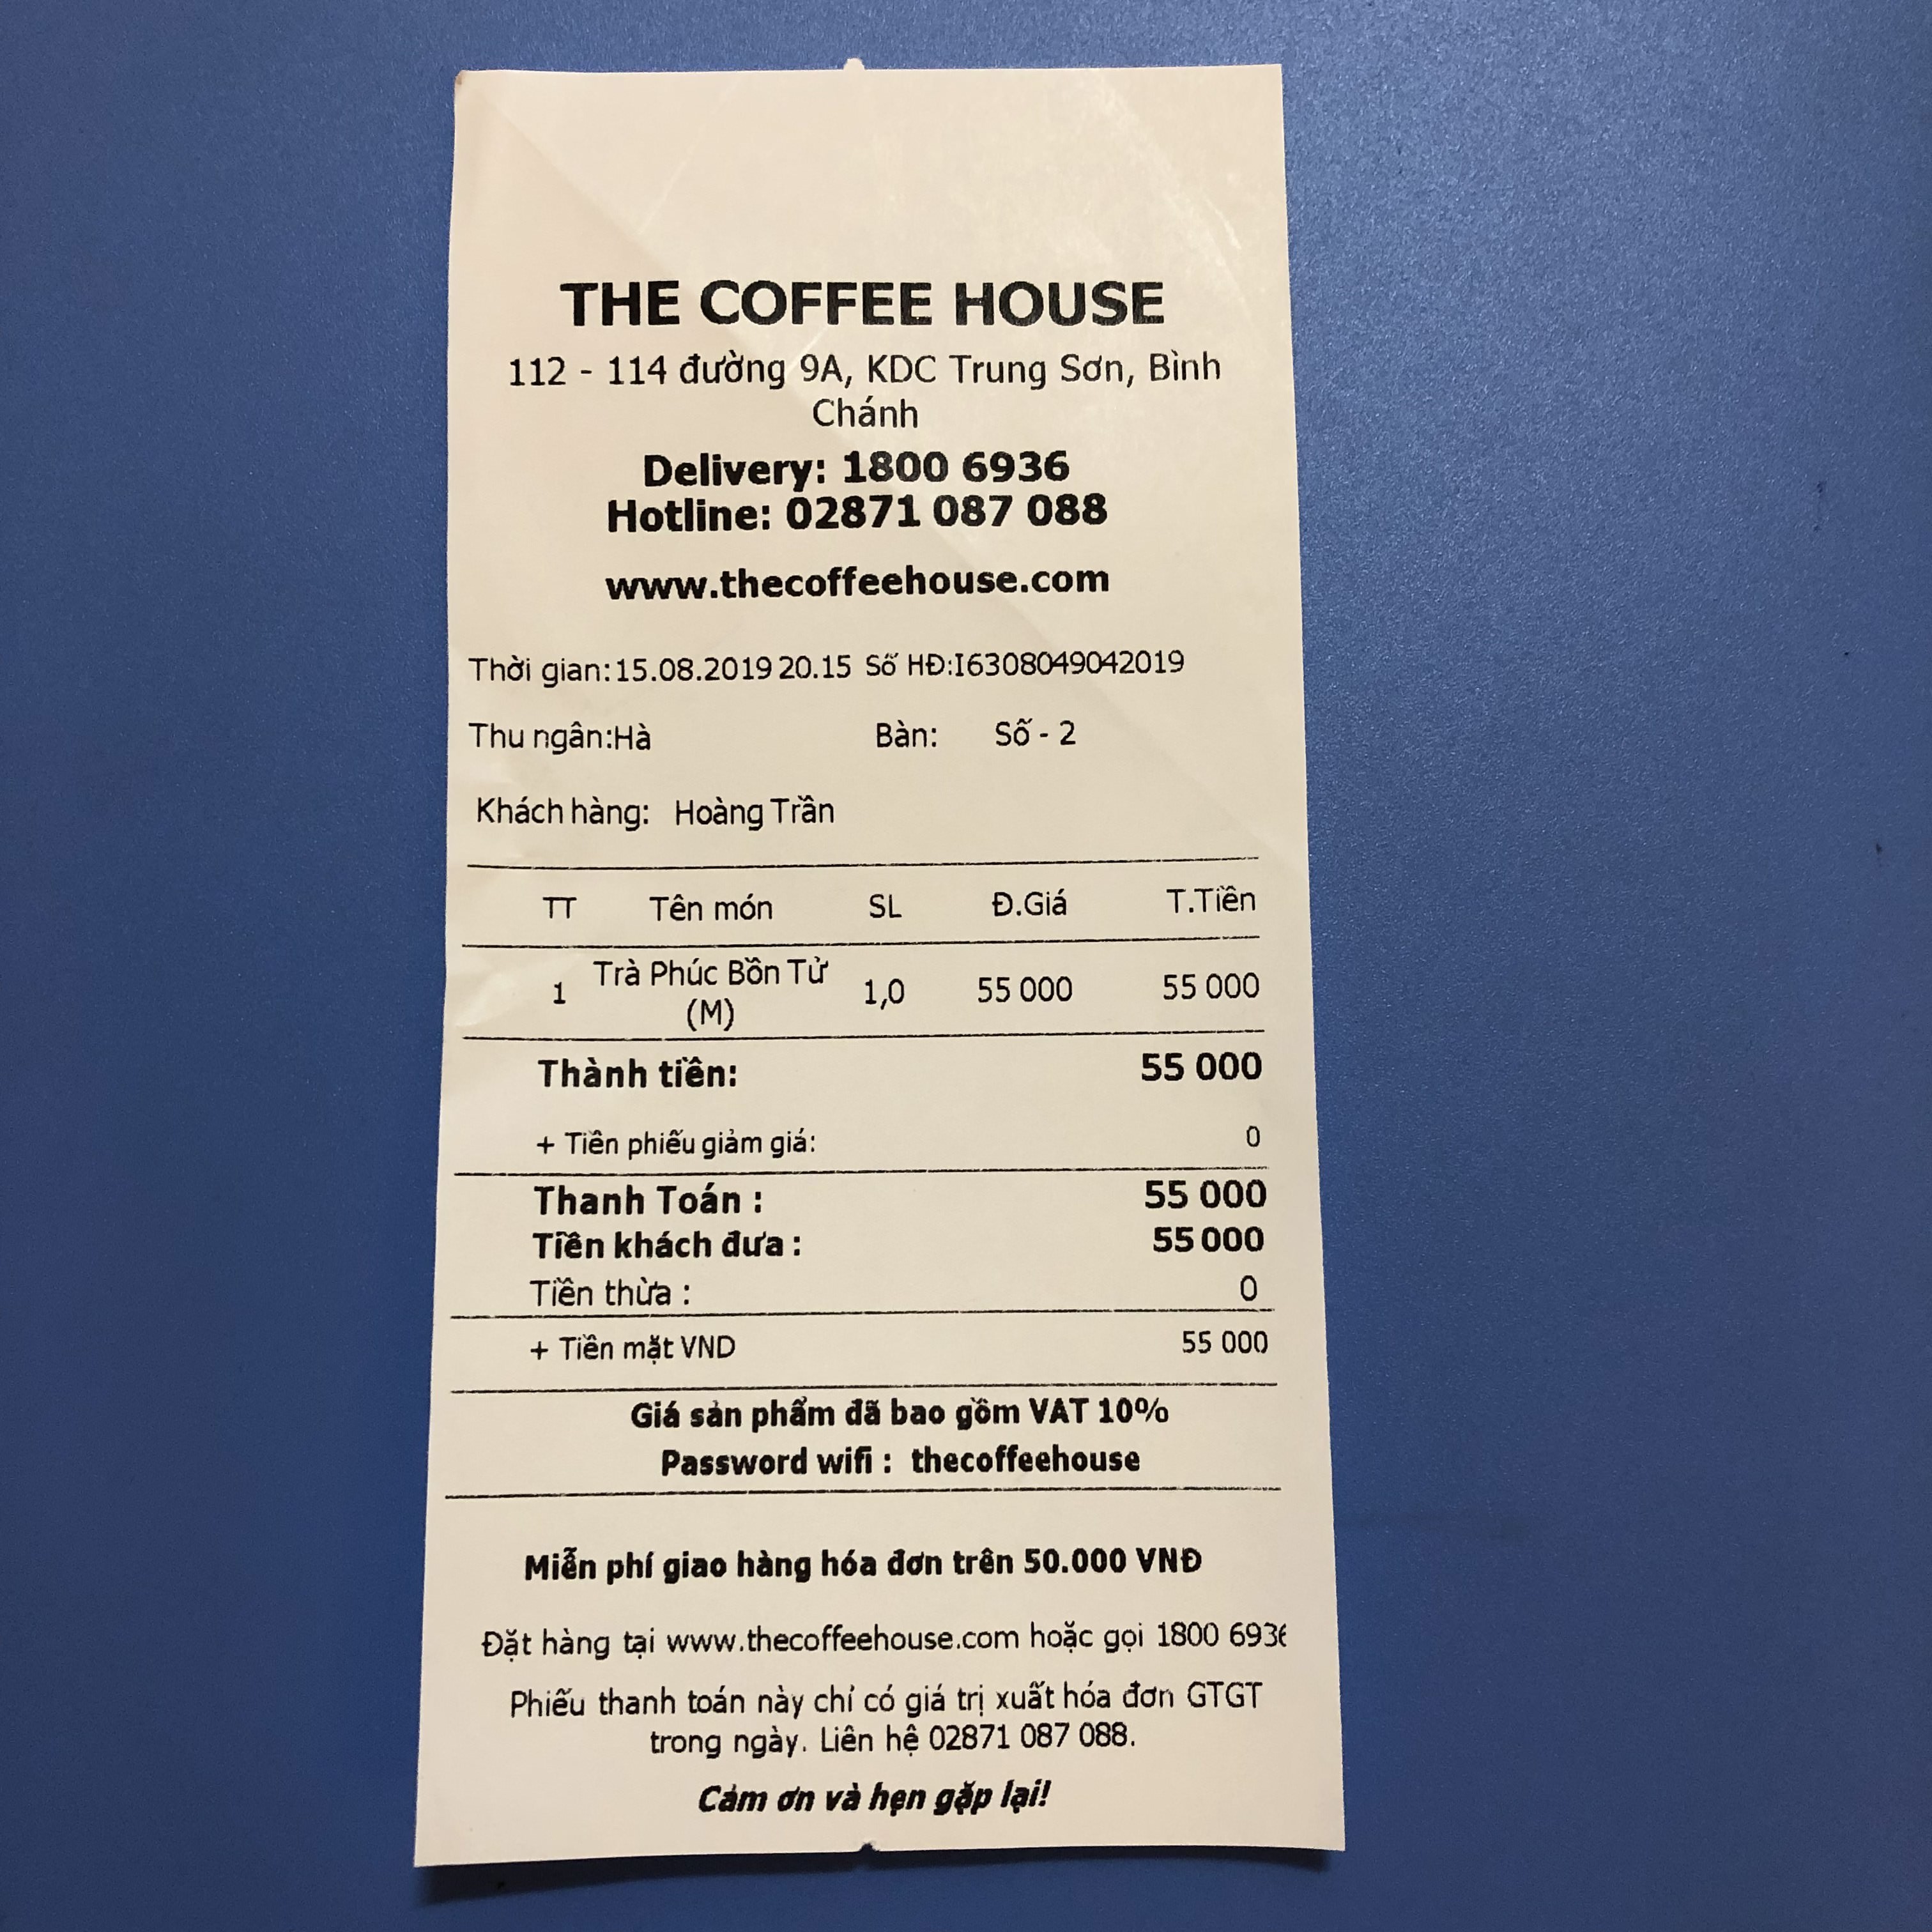 THE COFFEE HOUSE
112 - 114 đường 9A, KDC Trung Sơn, Bình
Chánh
Delivery: 1800 6936
Hotline: 02871 087 088
www.thecoffeehouse.com
Thời gian: 15.08.2019 20.15 Số HĐ:I6308049042019
Thu ngân:Hà Bàn: Số - 2
Khách hàng: Hoàng Trần
TT Tên món SL Đ.Giá T.Tiền
1 Trà Phúc Bồn Tử 1,0 55 000 55 000
(M)
Thành tiền: 55 000
+ Tiền phiếu giảm giá: 0
Thanh Toán : 55 000
Tiền khách đưa : 55 000
Tiền thừa : 0
+ Tiền mặt VND 55 000
Giá sản phẩm đã bao gồm VAT 10%
Password wifi : thecoffeehouse
Miễn phí giao hàng hóa đơn trên 50.000 VNĐ
Đặt hàng tại www.thecoffeehouse.com hoặc gọi 1800 6936
Phiếu thanh toán này chỉ có giá trị xuất hóa đơn GTGT
trong ngày. Liên hệ 02871 087 088.
Cảm ơn và hẹn gặp lại!